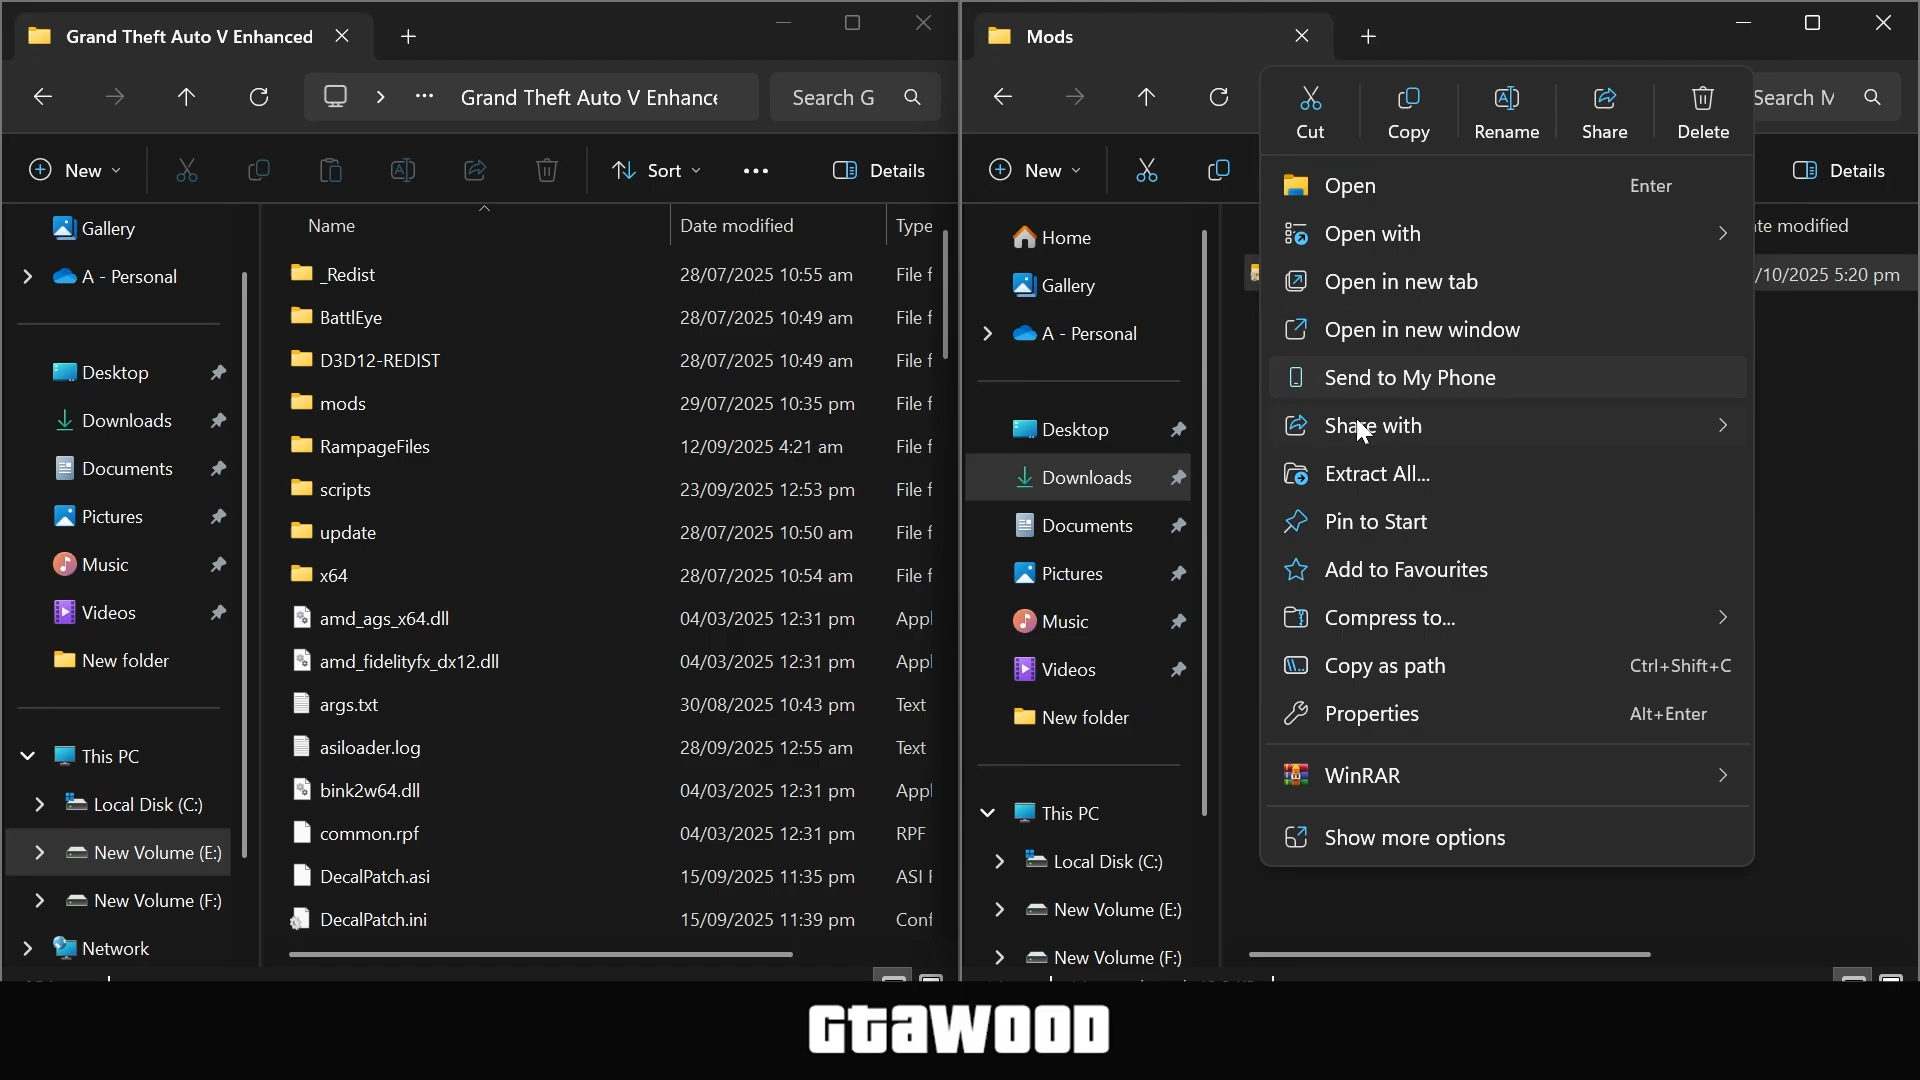 Grand Theft Auto V Enhanced
Grand Theft Auto V Enhance
Search G
New
Sort
Details
Gallery
A - Personal
Desktop
Downloads
Documents
Pictures
Music
Videos
New folder
This PC
Local Disk (C:)
New Volume (E:)
New Volume (F:)
Network
Name Date modified Type
_Redist 28/07/2025 10:55 am File f
BattlEye 28/07/2025 10:49 am File f
D3D12-REDIST 28/07/2025 10:49 am File f
mods 29/07/2025 10:35 pm File f
RampageFiles 12/09/2025 4:21 am File f
scripts 23/09/2025 12:53 pm File f
update 28/07/2025 10:50 am File f
x64 28/07/2025 10:54 am File f
amd_ags_x64.dll 04/03/2025 12:31 pm Appl
amd_fidelityfx_dx12.dll 04/03/2025 12:31 pm Appl
args.txt 30/08/2025 10:43 pm Text
asiloader.log 28/09/2025 12:55 am Text
bink2w64.dll 04/03/2025 12:31 pm Appl
common.rpf 04/03/2025 12:31 pm RPF
DecalPatch.asi 15/09/2025 11:35 pm ASI F
DecalPatch.ini 15/09/2025 11:39 pm Conf
Mods
Search M
New
Details
Home
Gallery
A - Personal
Desktop
Downloads
Documents
Pictures
Music
Videos
New folder
This PC
Local Disk (C:)
New Volume (E:)
New Volume (F:)
te modified
/10/2025 5:20 pm
Cut Copy Rename Share Delete
Open Enter
Open with
Open in new tab
Open in new window
Send to My Phone
Share with
Extract All...
Pin to Start
Add to Favourites
Compress to...
Copy as path Ctrl+Shift+C
Properties Alt+Enter
WinRAR
Show more options
GTAWOOD